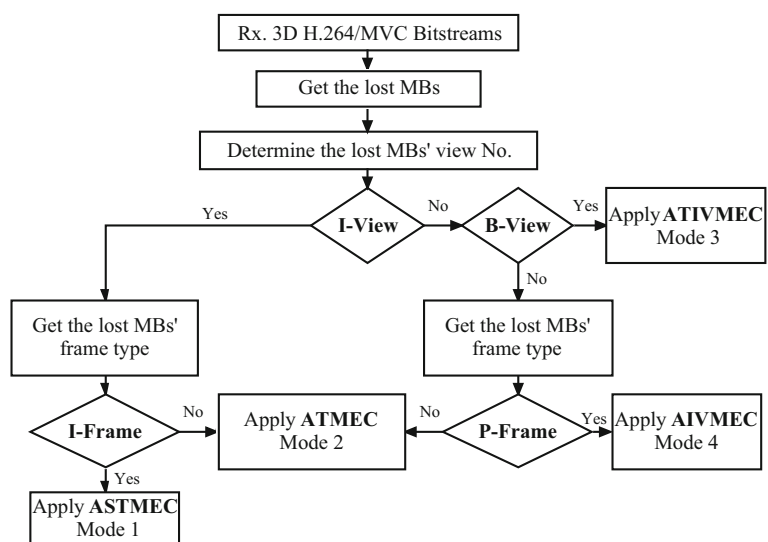 Rx. 3D H.264/MVC Bitstreams
Get the lost MBs
Determine the lost MBs' view No.
Yes
I-View
No
B-View
Yes
Apply ATIVMEC
Mode 3
No
Get the lost MBs'
frame type
Get the lost MBs'
frame type
I-Frame
No
Apply ATMEC
Mode 2
No
P-Frame
Yes
Apply AIVMEC
Mode 4
Yes
Apply ASTMEC
Mode 1